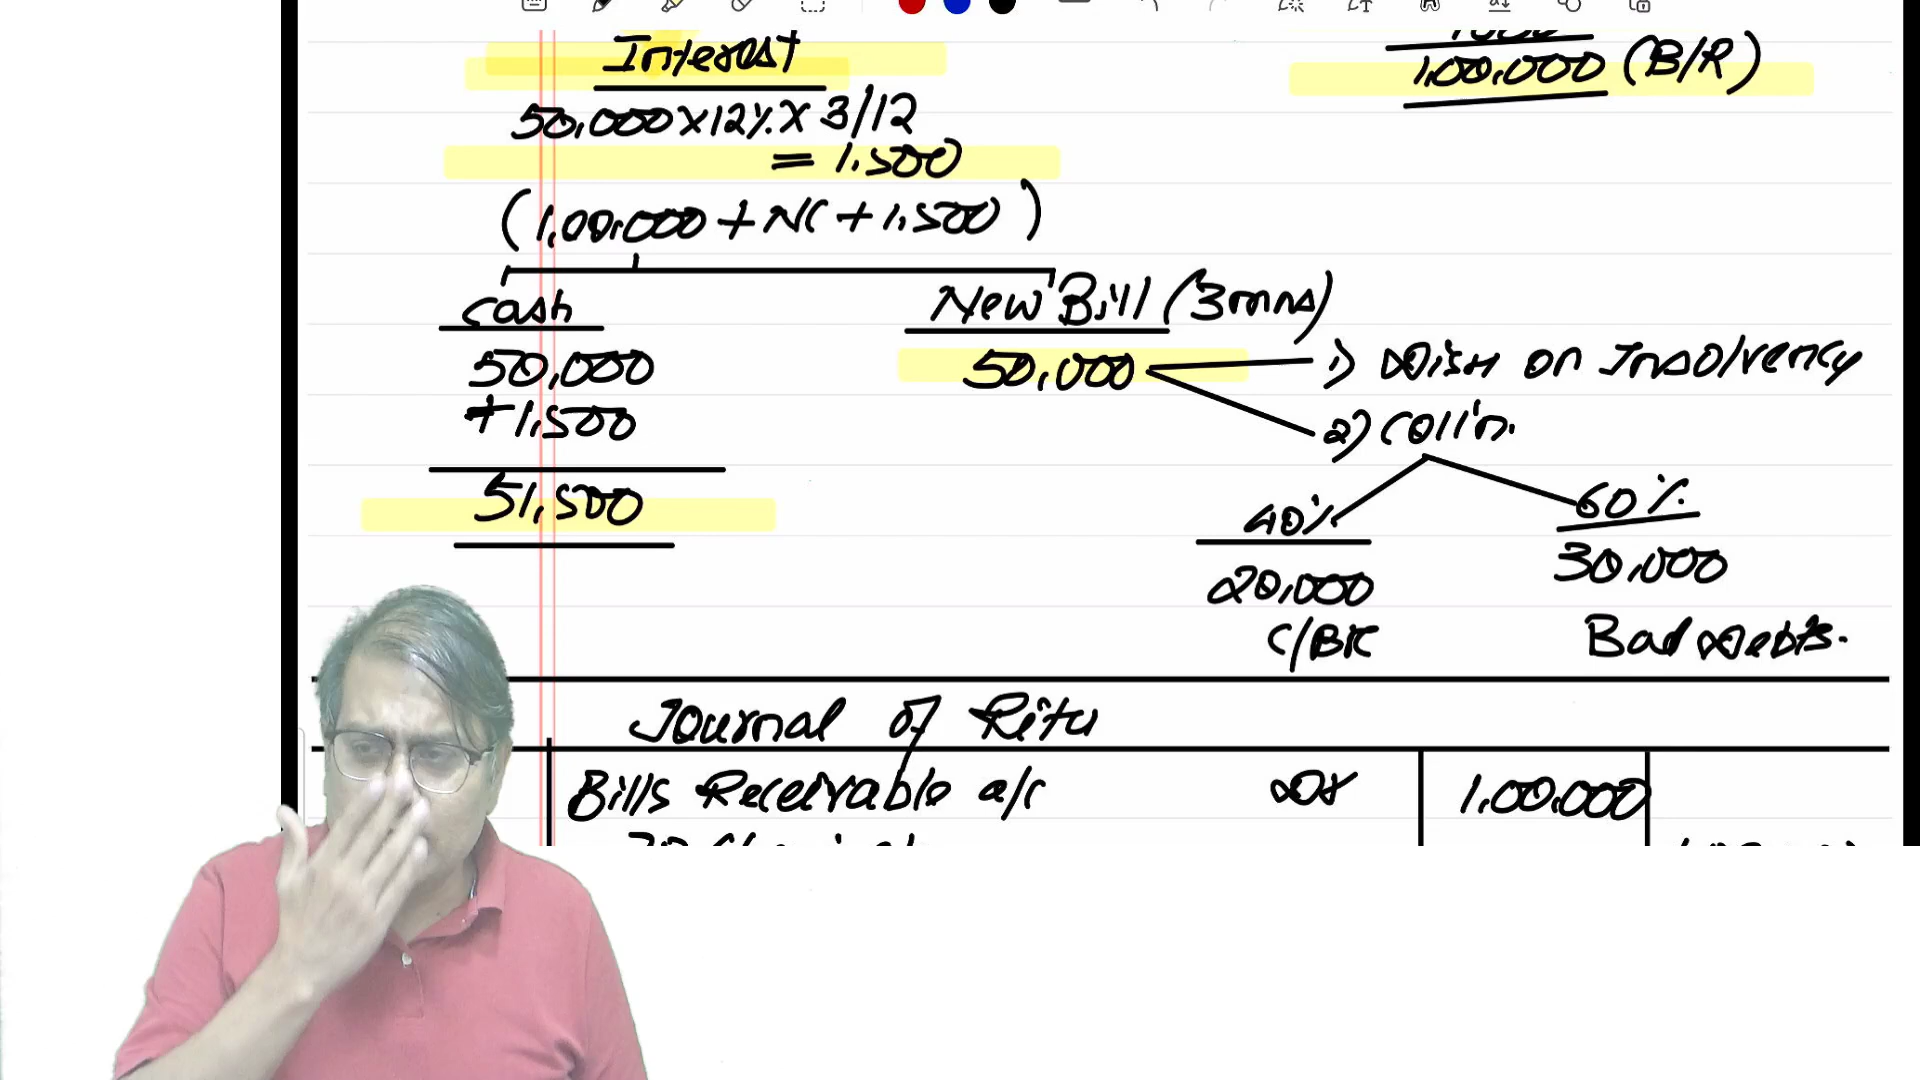 Interest
1,00,000 (B/R)
50,000 x 12% x 3/12
= 1,500
(1,00,000 + NC + 1,500)
Cash
New Bill (3mns)
50,000
50,000
1) Dish on Insolvency
+ 1,500
2) Coll'n.
51,500
40%
60%
20,000
30,000
C/BK
Bad Debts.
Journal of Ritu
Bills Receivable a/c Dr 1,00,000